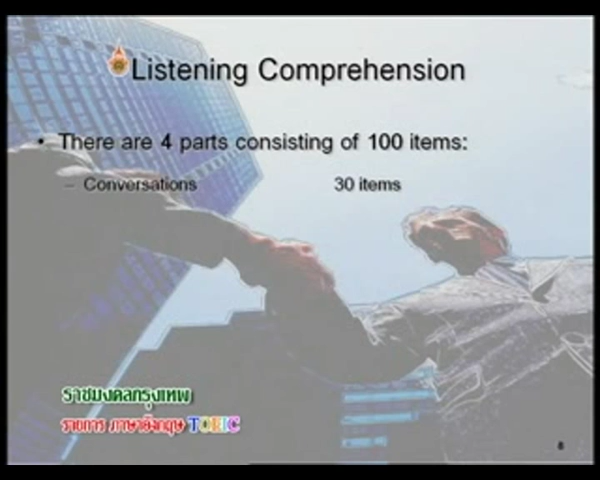 Listening Comprehension
• There are 4 parts consisting of 100 items:
– Conversations 30 items
ราชมงคลกรุงเทพ
รายการ ภาษาอังกฤษ TOEIC
8